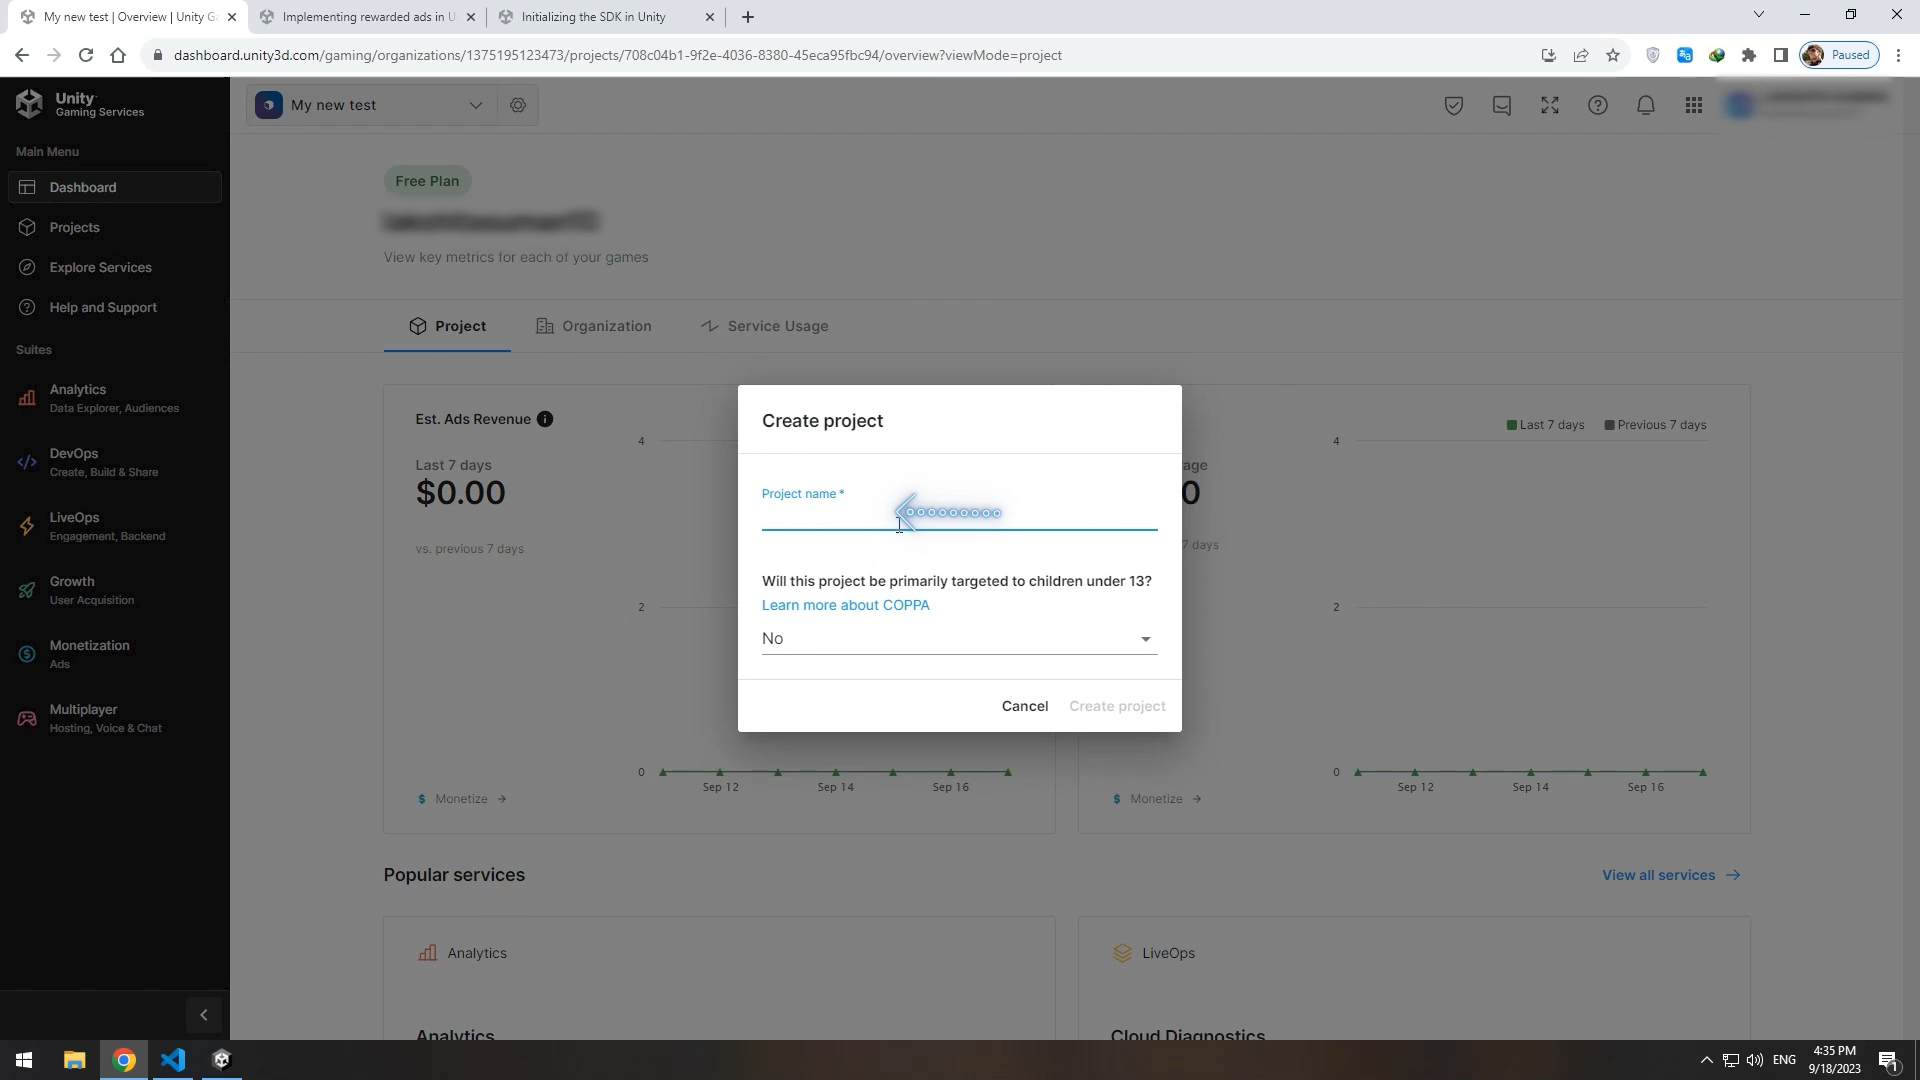 My new test | Overview | Unity G
Implementing rewarded ads in U
Initializing the SDK in Unity
dashboard.unity3d.com/gaming/organizations/1375195123473/projects/708c04b1-9f2e-4036-8380-45eca95fbc94/overview?viewMode=project
Paused
Unity
Gaming Services
My new test
Main Menu
Dashboard
Projects
Explore Services
Help and Support
Suites
Analytics
Data Explorer, Audiences
DevOps
Create, Build & Share
LiveOps
Engagement, Backend
Growth
User Acquisition
Monetization
Ads
Multiplayer
Hosting, Voice & Chat
Free Plan
View key metrics for each of your games
Project
Organization
Service Usage
Est. Ads Revenue
Last 7 days
$0.00
vs. previous 7 days
4
2
0
Sep 12
Sep 14
Sep 16
$ Monetize
Create project
Project name *
Will this project be primarily targeted to children under 13?
Learn more about COPPA
No
Cancel
Create project
age
0
7 days
Last 7 days
Previous 7 days
4
2
0
Sep 12
Sep 14
Sep 16
$ Monetize
Popular services
View all services
Analytics
Analytics
LiveOps
Cloud Diagnostics
ENG
4:35 PM
9/18/2023
1